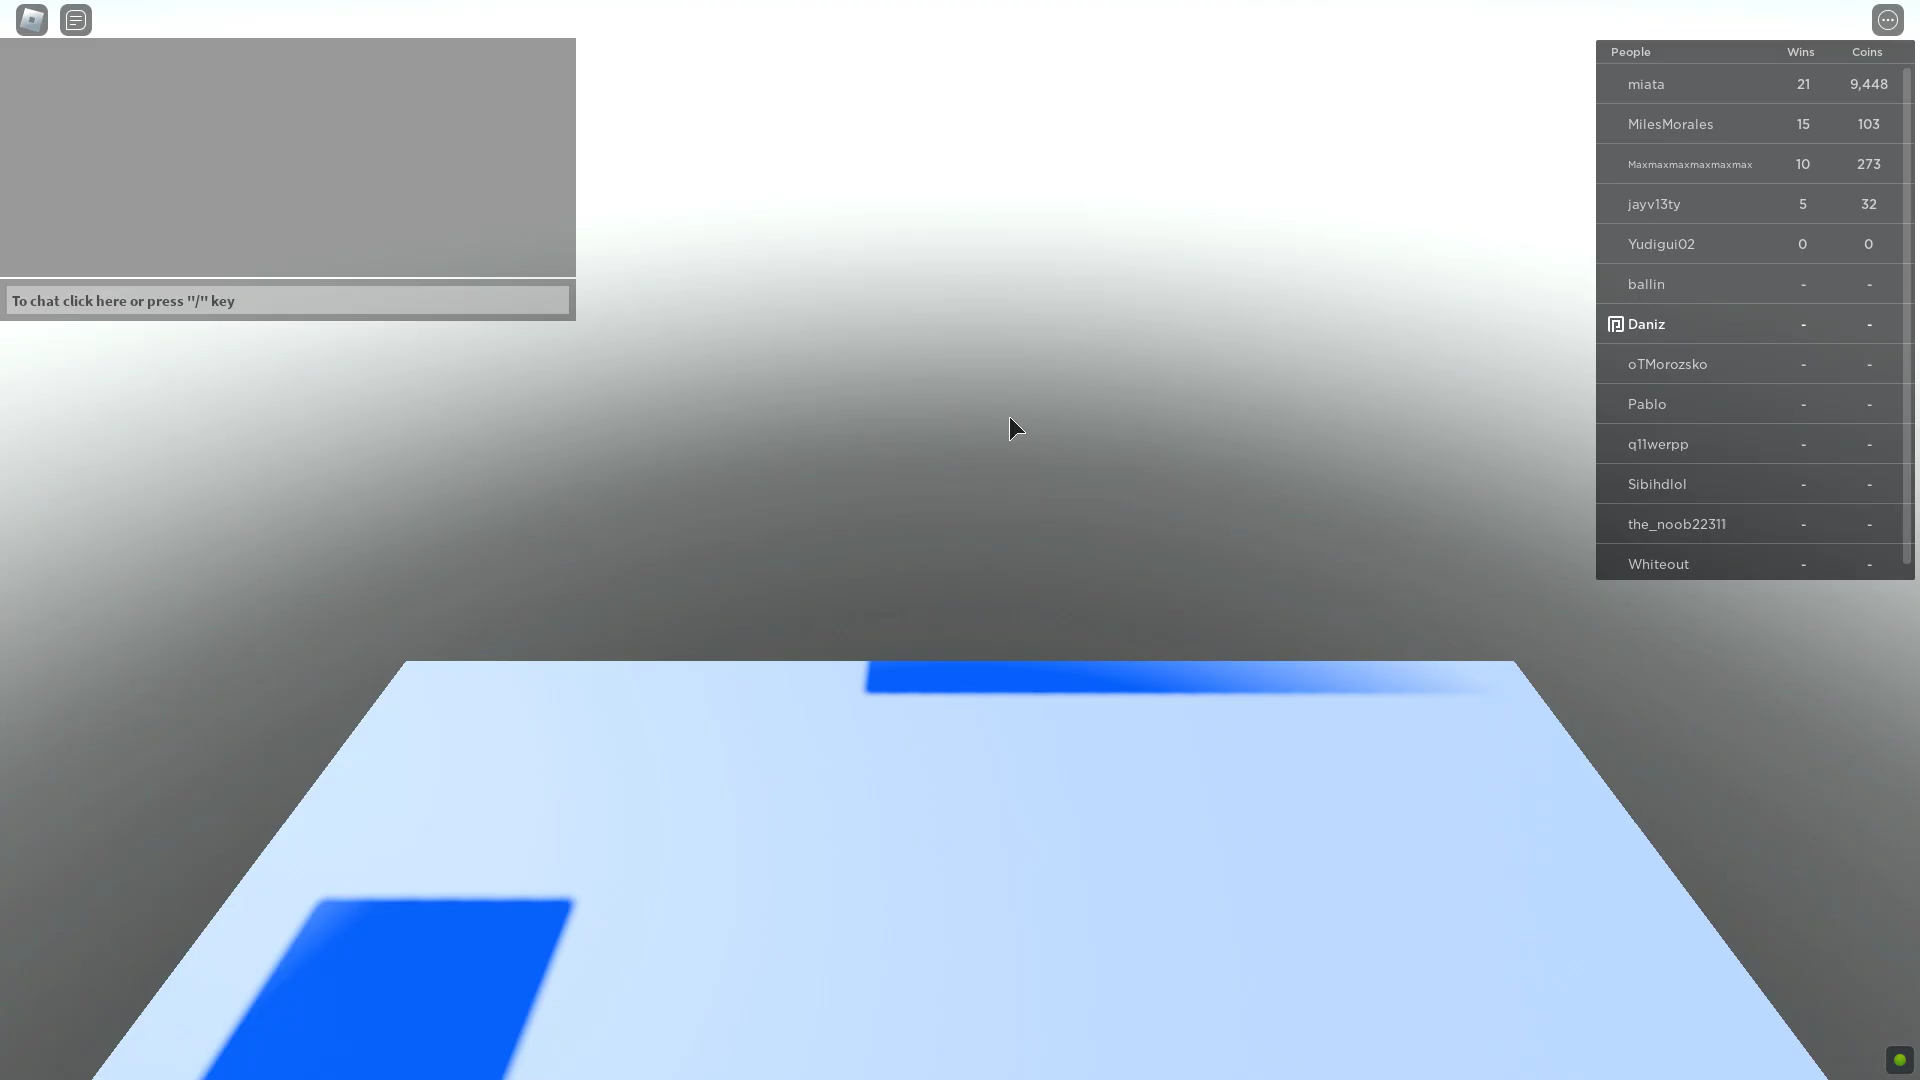 People Wins Coins
miata 21 9,448
MilesMorales 15 103
Maxmaxmaxmaxmaxmax 10 273
jayv13ty 5 32
Yudigui02 0 0
ballin - -
Daniz - -
oTMorozsko - -
Pablo - -
q11werpp - -
Sibihdlol - -
the_noob22311 - -
Whiteout - -
To chat click here or press "/" key